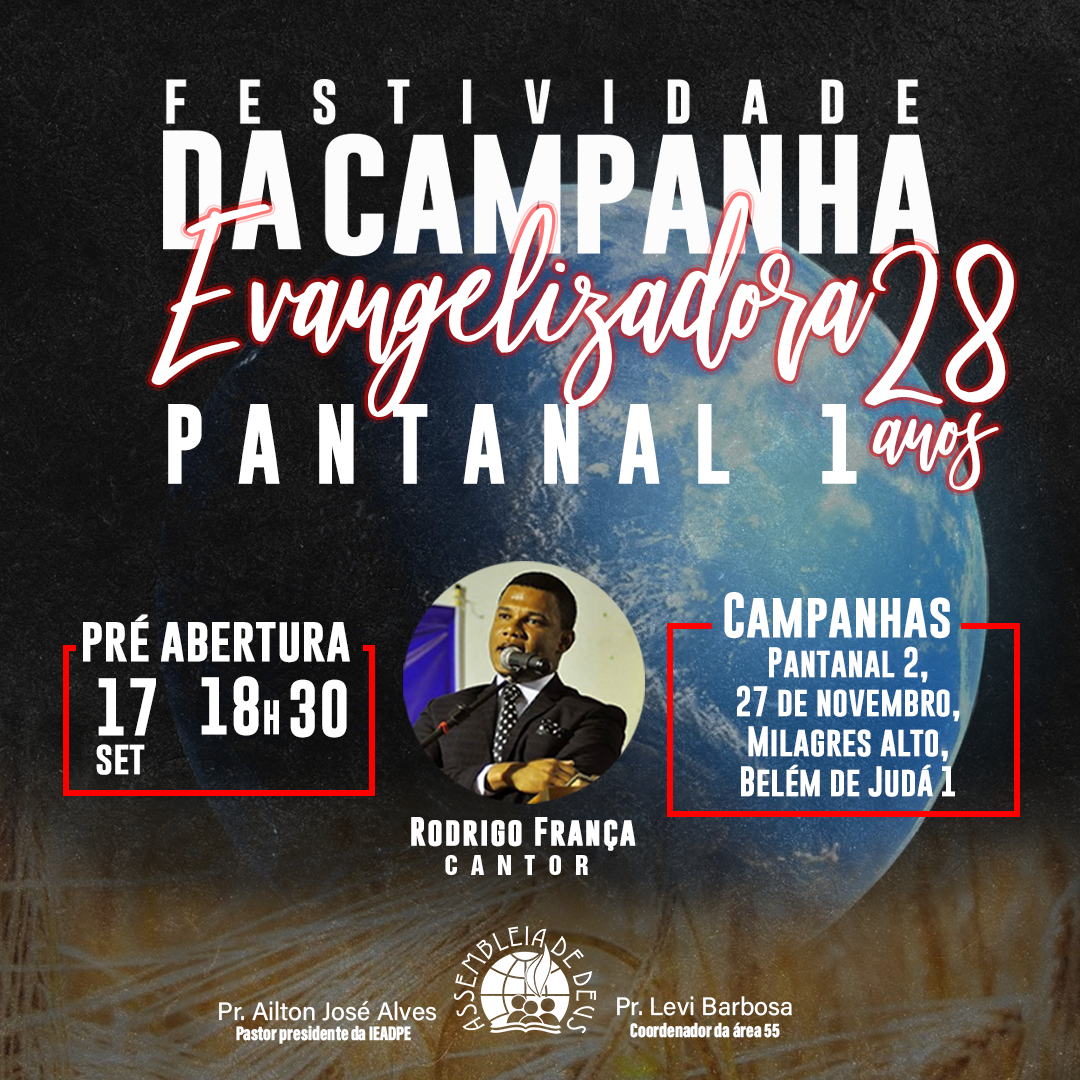 FESTIVIDADE
DA CAMPANHA
Evangelizadora 28
PANTANAL 1 anos
PRÉ ABERTURA
17 18H30
SET
CAMPANHAS
PANTANAL 2,
27 DE NOVEMBRO,
MILAGRES ALTO,
BELÉM DE JUDÁ 1
RODRIGO FRANÇA
CANTOR
ASSEMBLEIA DE DEUS
Pr. Ailton José Alves
Pastor presidente da IEADPE
Pr. Levi Barbosa
Coordenador da área 55